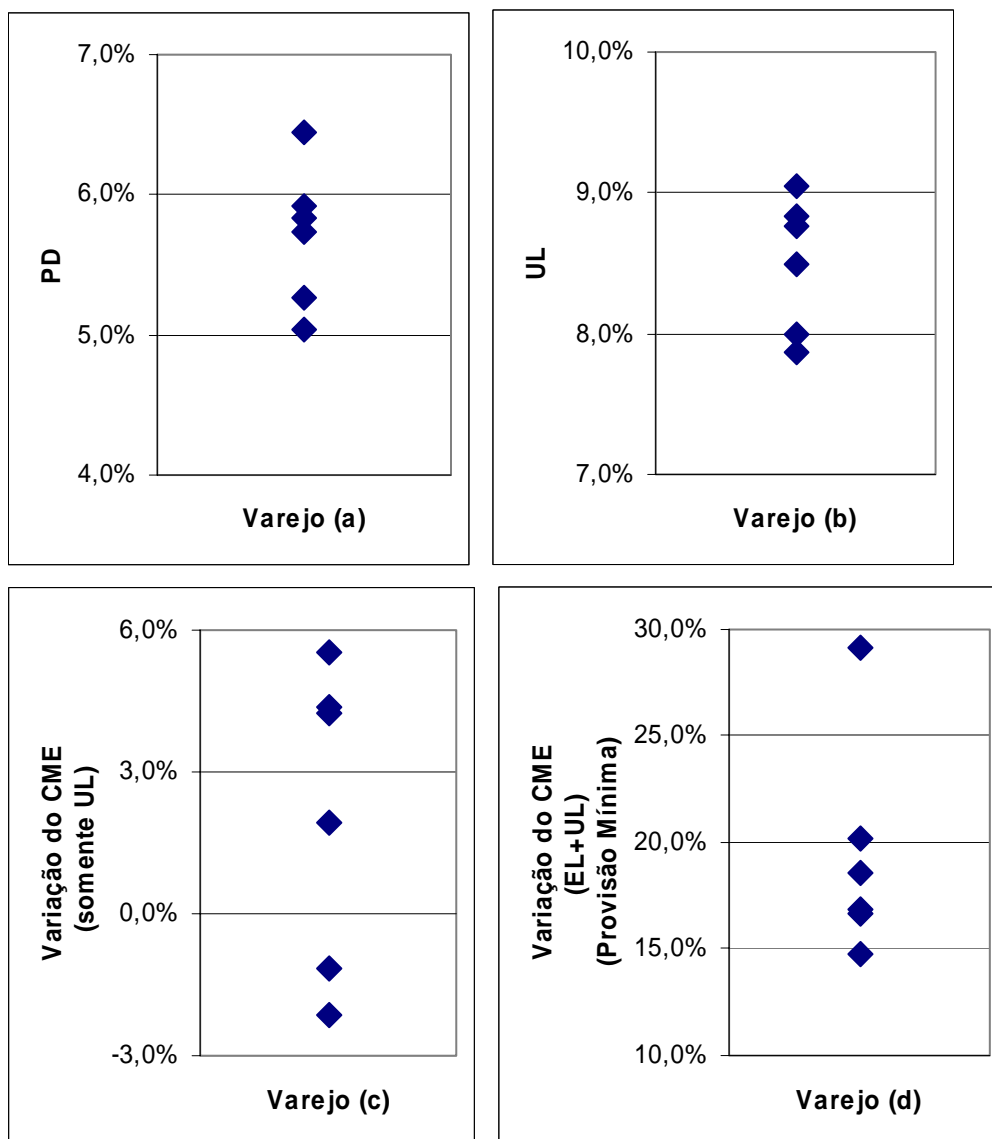 7,0%
6,0%
5,0%
4,0%
PD
Varejo (a)
10,0%
9,0%
8,0%
7,0%
UL
Varejo (b)
6,0%
3,0%
0,0%
-3,0%
Variação do CME
(somente UL)
Varejo (c)
30,0%
25,0%
20,0%
15,0%
10,0%
Variação do CME
(EL+UL)
(Provisão Mínima)
Varejo (d)